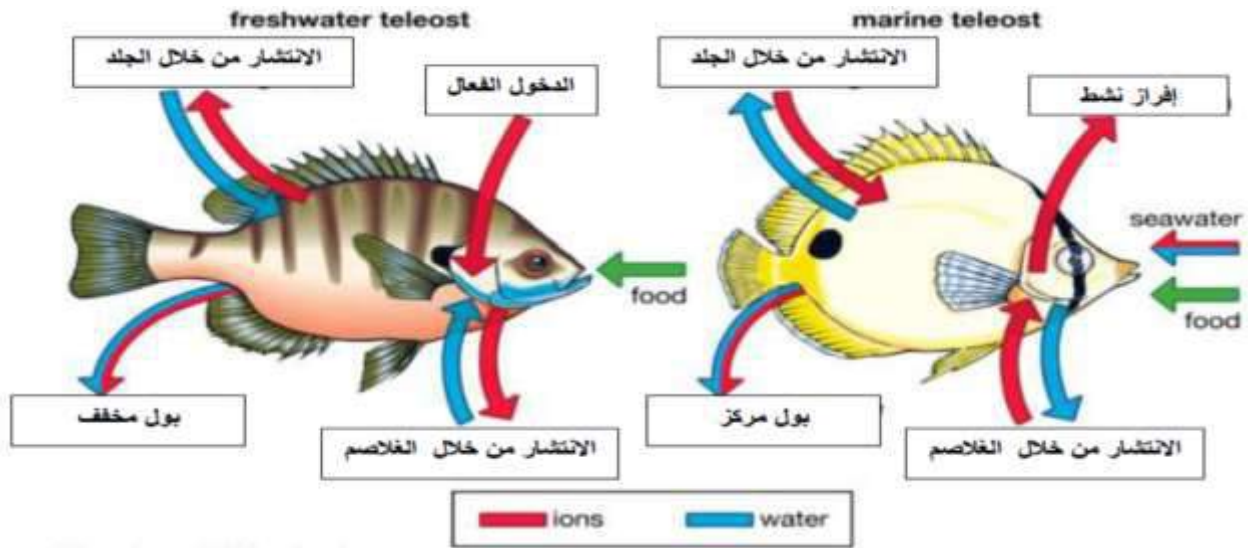 freshwater teleost
marine teleost
الانتشار من خلال الجلد
الدخول الفعال
الانتشار من خلال الجلد
إفراز نشط
food
seawater
food
بول مخفف
الانتشار من خلال الغلاصم
بول مركز
الانتشار من خلال الغلاصم
ions
water